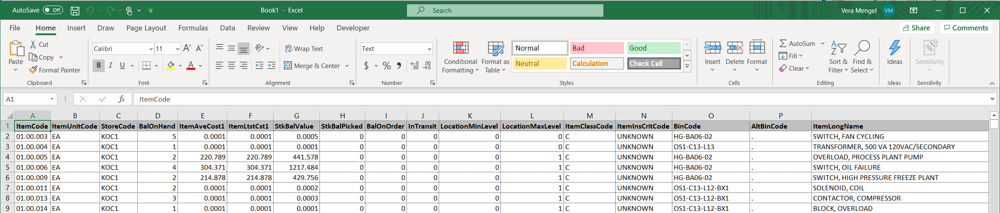 AutoSave Off Book1 - Excel Search Vera Mengel VM
File Home Insert Draw Page Layout Formulas Data Review View Help Developer Share Comments
Paste Cut Copy Format Painter
Clipboard
Calibri 11 A A
B I U A
Font
ab Wrap Text
Merge & Center
Alignment
Text
$ % ,
Number
Conditional Formatting Format as Table
Normal Bad Good
Neutral Calculation Check Cell
Styles
Insert Delete Format
Cells
AutoSum
Fill
Clear
Sort & Filter Find & Select
Editing
Ideas
Ideas
Sensitivity
Sensitivity
A1 fx ItemCode
A B C D E F G H I J K L M N O P
1 ItemCode ItemUnitCode StoreCode BalOnHand ItemAveCost1 ItemLtstCst1 StkBalValue StkBalPicked BalOnOrder InTransit LocationMinLevel LocationMaxLevel ItemClassCode ItemInsCritCode BinCode AltBinCode ItemLongName
2 01.00.003 EA KOC1 5 0.0001 0.0001 0.0005 0 0 0 0 0 C UNKNOWN HG-BA06-02 . SWITCH, FAN CYCLING
3 01.00.004 EA KOC1 1 0.0001 0.0001 0.0001 0 0 0 0 0 C UNKNOWN OS1-C13-L13 . TRANSFORMER, 500 VA 120VAC/SECONDARY
4 01.00.005 EA KOC1 2 220.789 220.789 441.578 0 0 0 0 1 C UNKNOWN HG-BA06-02 . OVERLOAD, PROCESS PLANT PUMP
5 01.00.006 EA KOC1 4 304.371 304.371 1217.484 0 0 0 0 1 C UNKNOWN HG-BA06-02 . SWITCH, OIL FAILURE
6 01.00.009 EA KOC1 2 214.878 214.878 429.756 0 0 0 0 1 C UNKNOWN HG-BA06-02 . SWITCH, HIGH PRESSURE FREEZE PLANT
7 01.00.011 EA KOC1 2 0.0001 0.0001 0.0002 0 0 0 0 1 C UNKNOWN OS1-C13-L12-BX1 . SOLENOID, COIL
8 01.00.013 EA KOC1 3 0.0001 0.0001 0.0003 0 0 0 0 1 C UNKNOWN OS1-C13-L12-BX1 . CONTACTOR, COMPRESSOR
9 01.00.014 EA KOC1 1 0.0001 0.0001 0.0001 0 0 0 0 1 C UNKNOWN OS1-C13-L12-BX1 . BLOCK, OVERLOAD